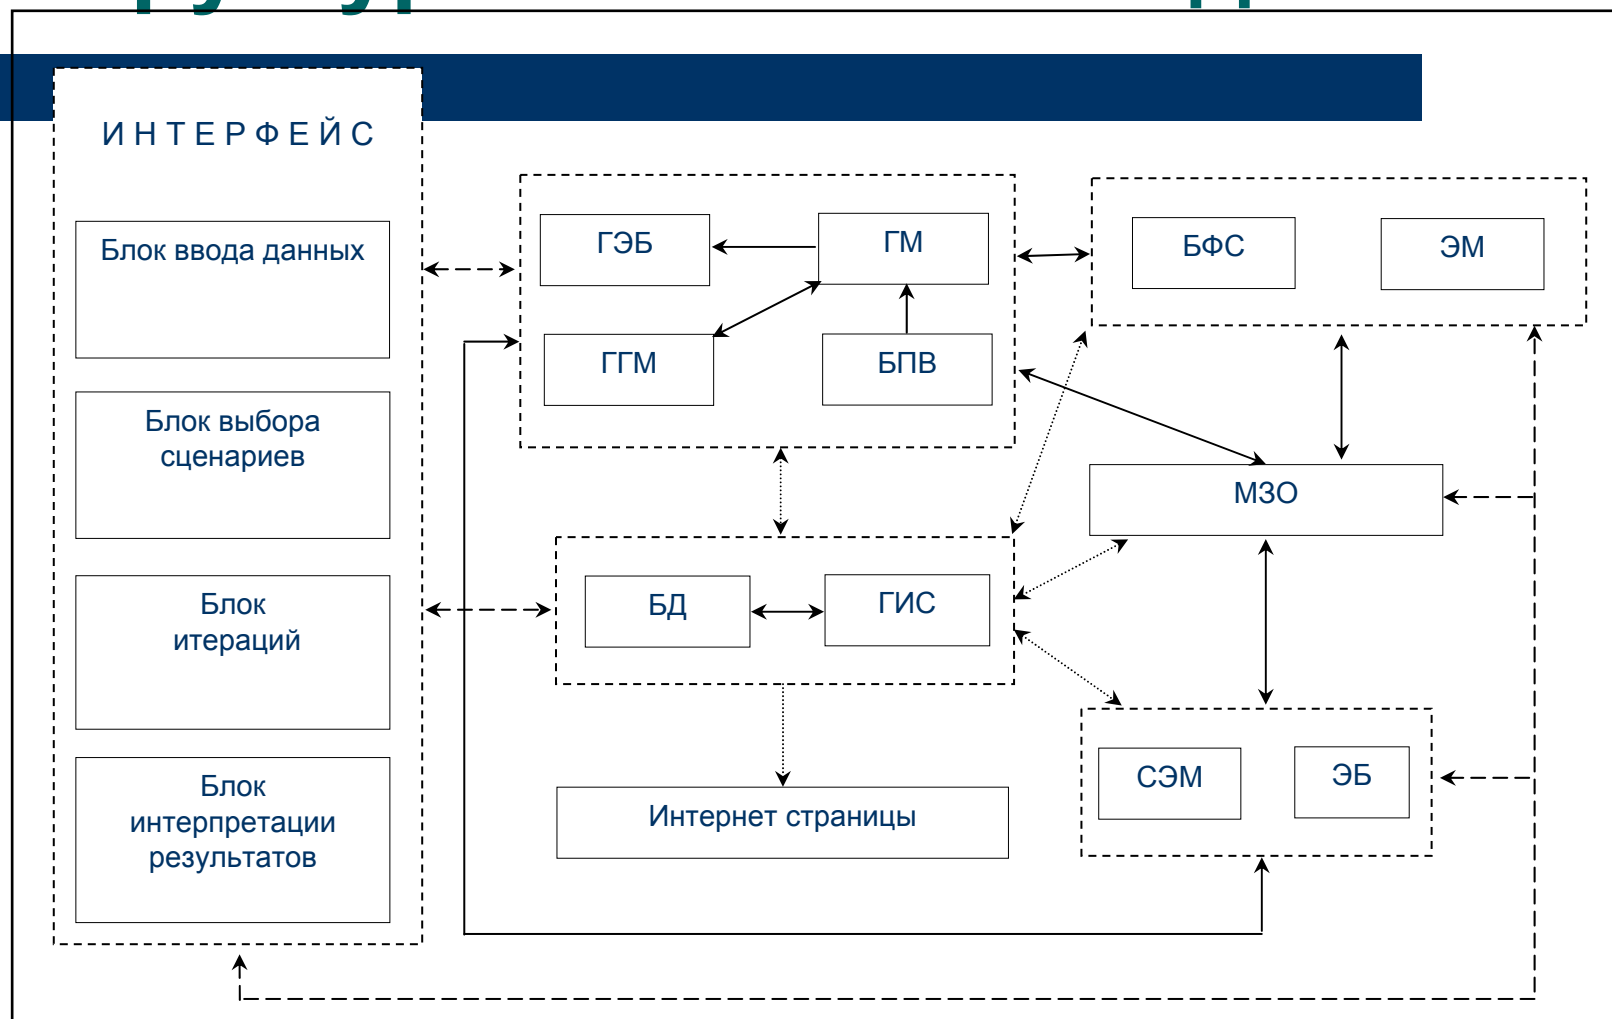 И Н Т Е Р Ф Е Й С
Блок ввода данных
Блок выбора
сценариев
Блок
итераций
Блок
интерпретации
результатов
ГЭБ
ГМ
ГГМ
БПВ
БФС
ЭМ
МЗО
БД
ГИС
СЭМ
ЭБ
Интернет страницы